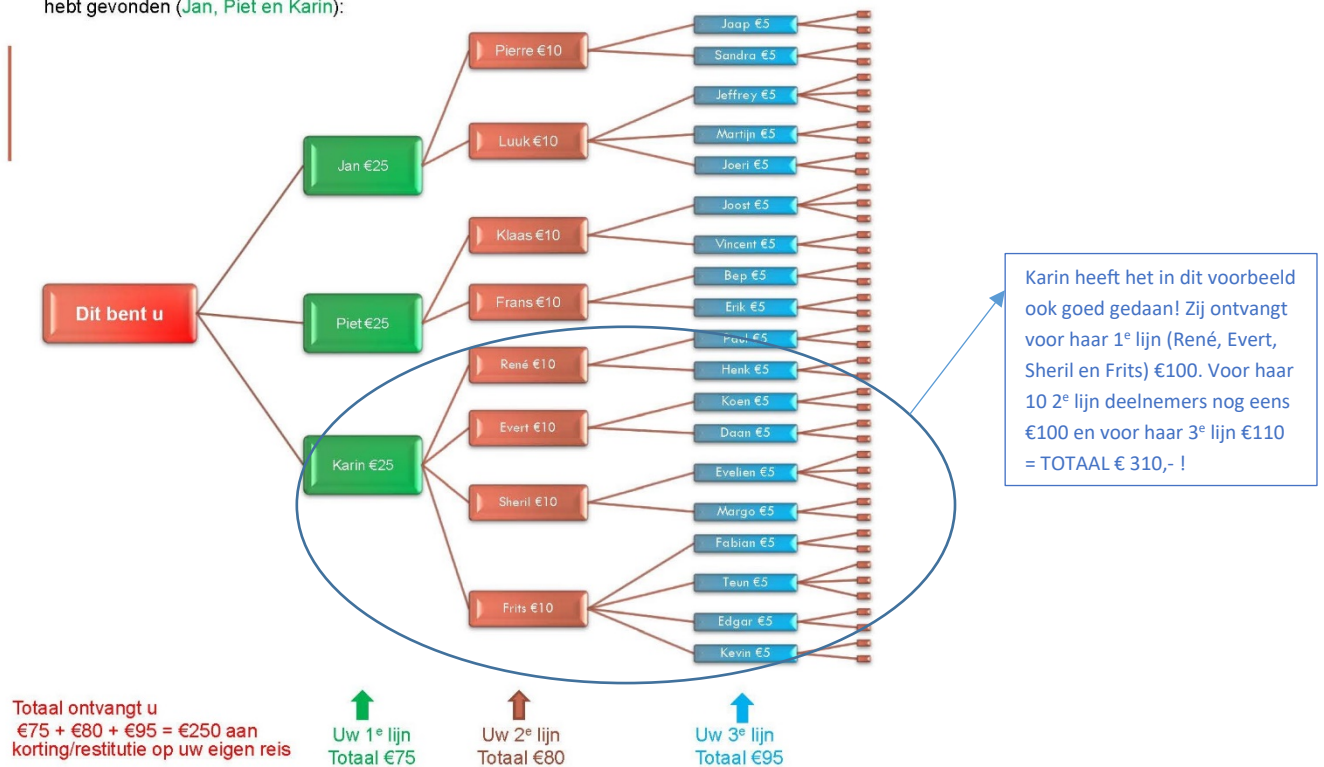 hebt gevonden (Jan, Piet en Karin):
Dit bent u
Jan €25
Piet €25
Karin €25
Pierre €10
Luuk €10
Klaas €10
Frans €10
René €10
Evert €10
Sheril €10
Frits €10
Jaap €5
Sandra €5
Jeffrey €5
Martijn €5
Joeri €5
Joost €5
Vincent €5
Bep €5
Erik €5
Paul €5
Henk €5
Koen €5
Daan €5
Evelien €5
Margo €5
Fabian €5
Teun €5
Edgar €5
Kevin €5
Karin heeft het in dit voorbeeld
ook goed gedaan! Zij ontvangt
voor haar 1e lijn (René, Evert,
Sheril en Frits) €100. Voor haar
10 2e lijn deelnemers nog eens
€100 en voor haar 3e lijn €110
= TOTAAL € 310,- !
Totaal ontvangt u
€75 + €80 + €95 = €250 aan
korting/restitutie op uw eigen reis
Uw 1e lijn
Totaal €75
Uw 2e lijn
Totaal €80
Uw 3e lijn
Totaal €95